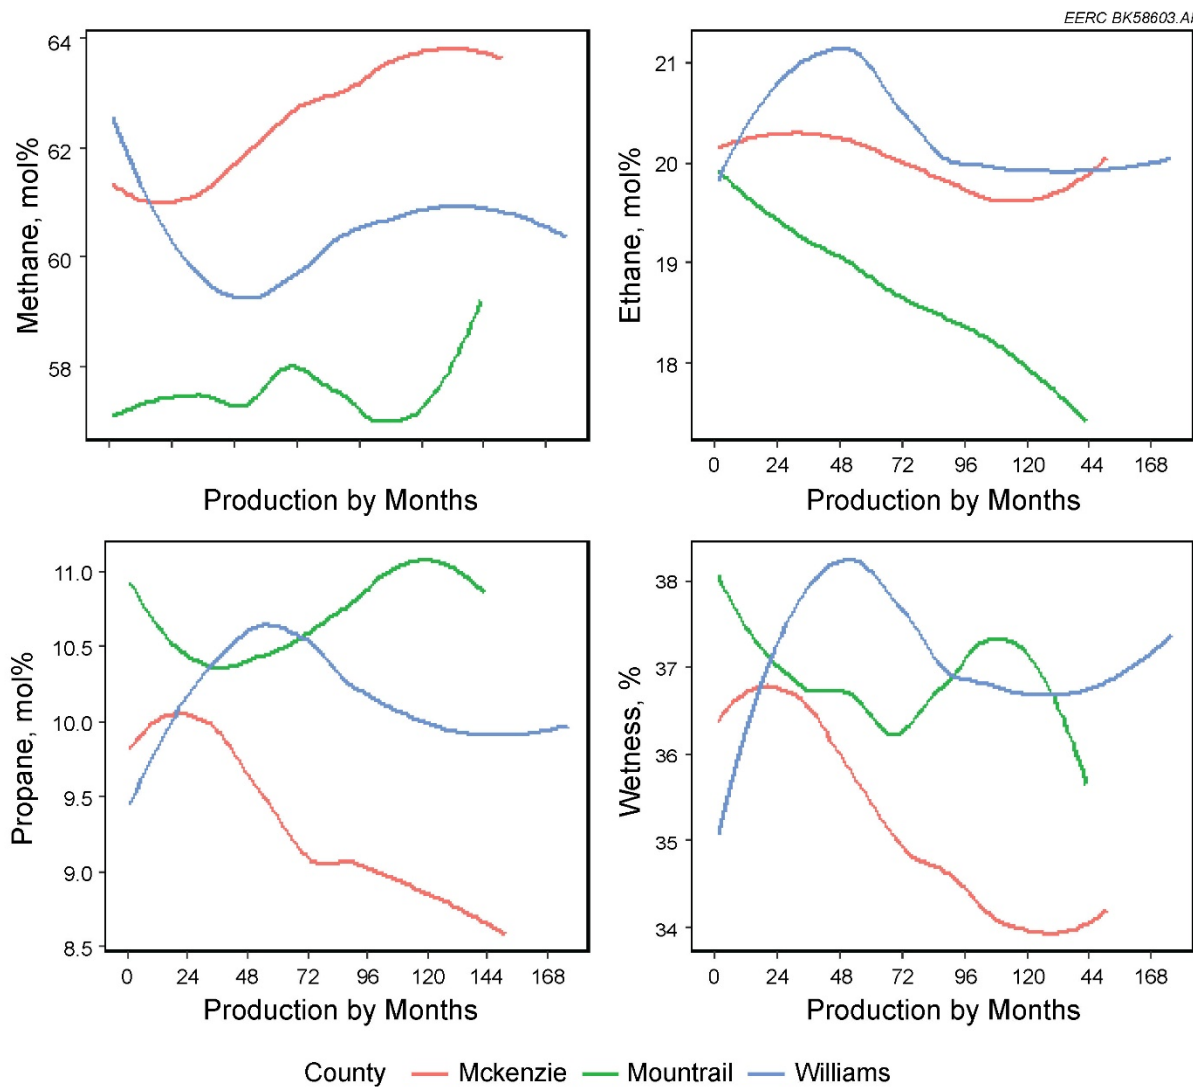 EERC BK58603.AI
Methane, mol%
64
62
60
58
Production by Months
Ethane, mol%
21
20
19
18
0 24 48 72 96 120 44 168
Production by Months
Propane, mol%
11.0
10.5
10.0
9.5
9.0
8.5
0 24 48 72 96 120 144 168
Production by Months
Wetness, %
38
37
36
35
34
0 24 48 72 96 120 44 168
Production by Months
County Mckenzie Mountrail Williams